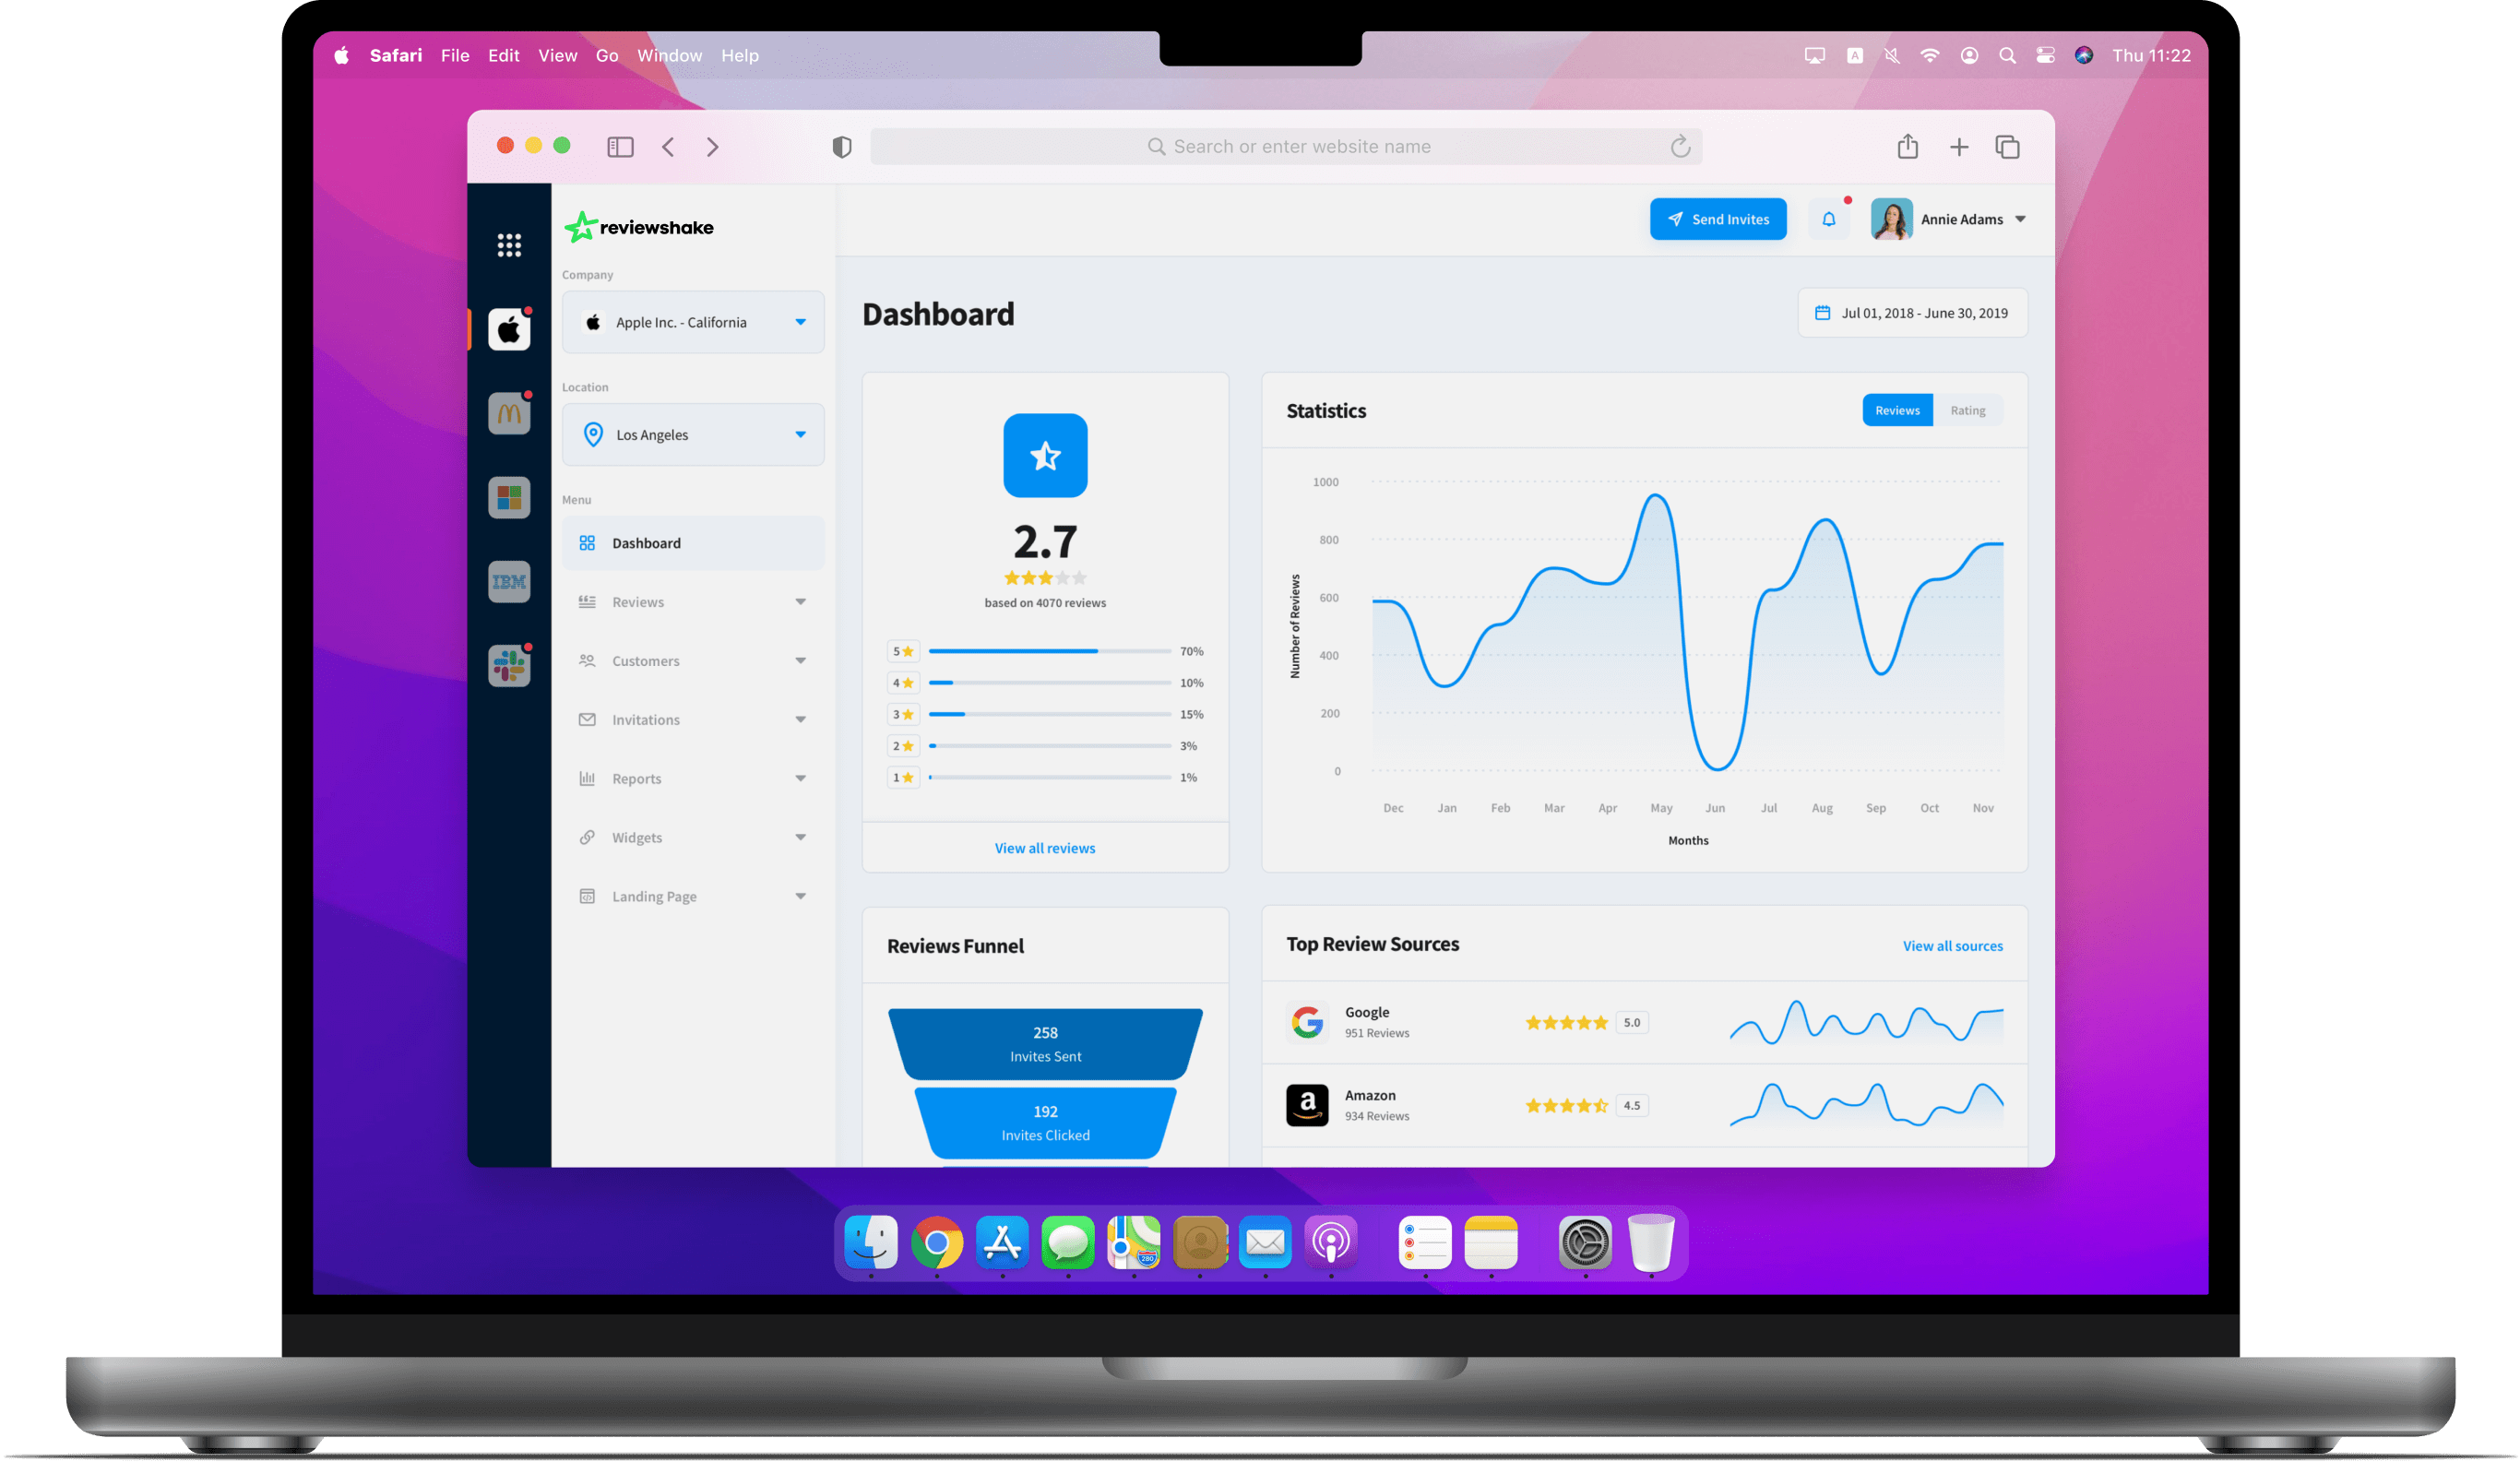 Safari File Edit View Go Window Help
A
Thu 11:22
Search or enter website name
reviewshake
Send Invites
Annie Adams
Company
Apple Inc. - California
Location
Los Angeles
Menu
Dashboard
Reviews
Customers
Invitations
Reports
Widgets
Landing Page
IBM
Dashboard
Jul 01, 2018 - June 30, 2019
2.7
based on 4070 reviews
5 70%
4 10%
3 15%
2 3%
1 1%
View all reviews
Statistics
Reviews Rating
Number of Reviews
1000
800
600
400
200
0
Dec Jan Feb Mar Apr May Jun Jul Aug Sep Oct Nov
Months
Reviews Funnel
258
Invites Sent
192
Invites Clicked
Top Review Sources
View all sources
Google
951 Reviews
5.0
a
Amazon
934 Reviews
4.5
280